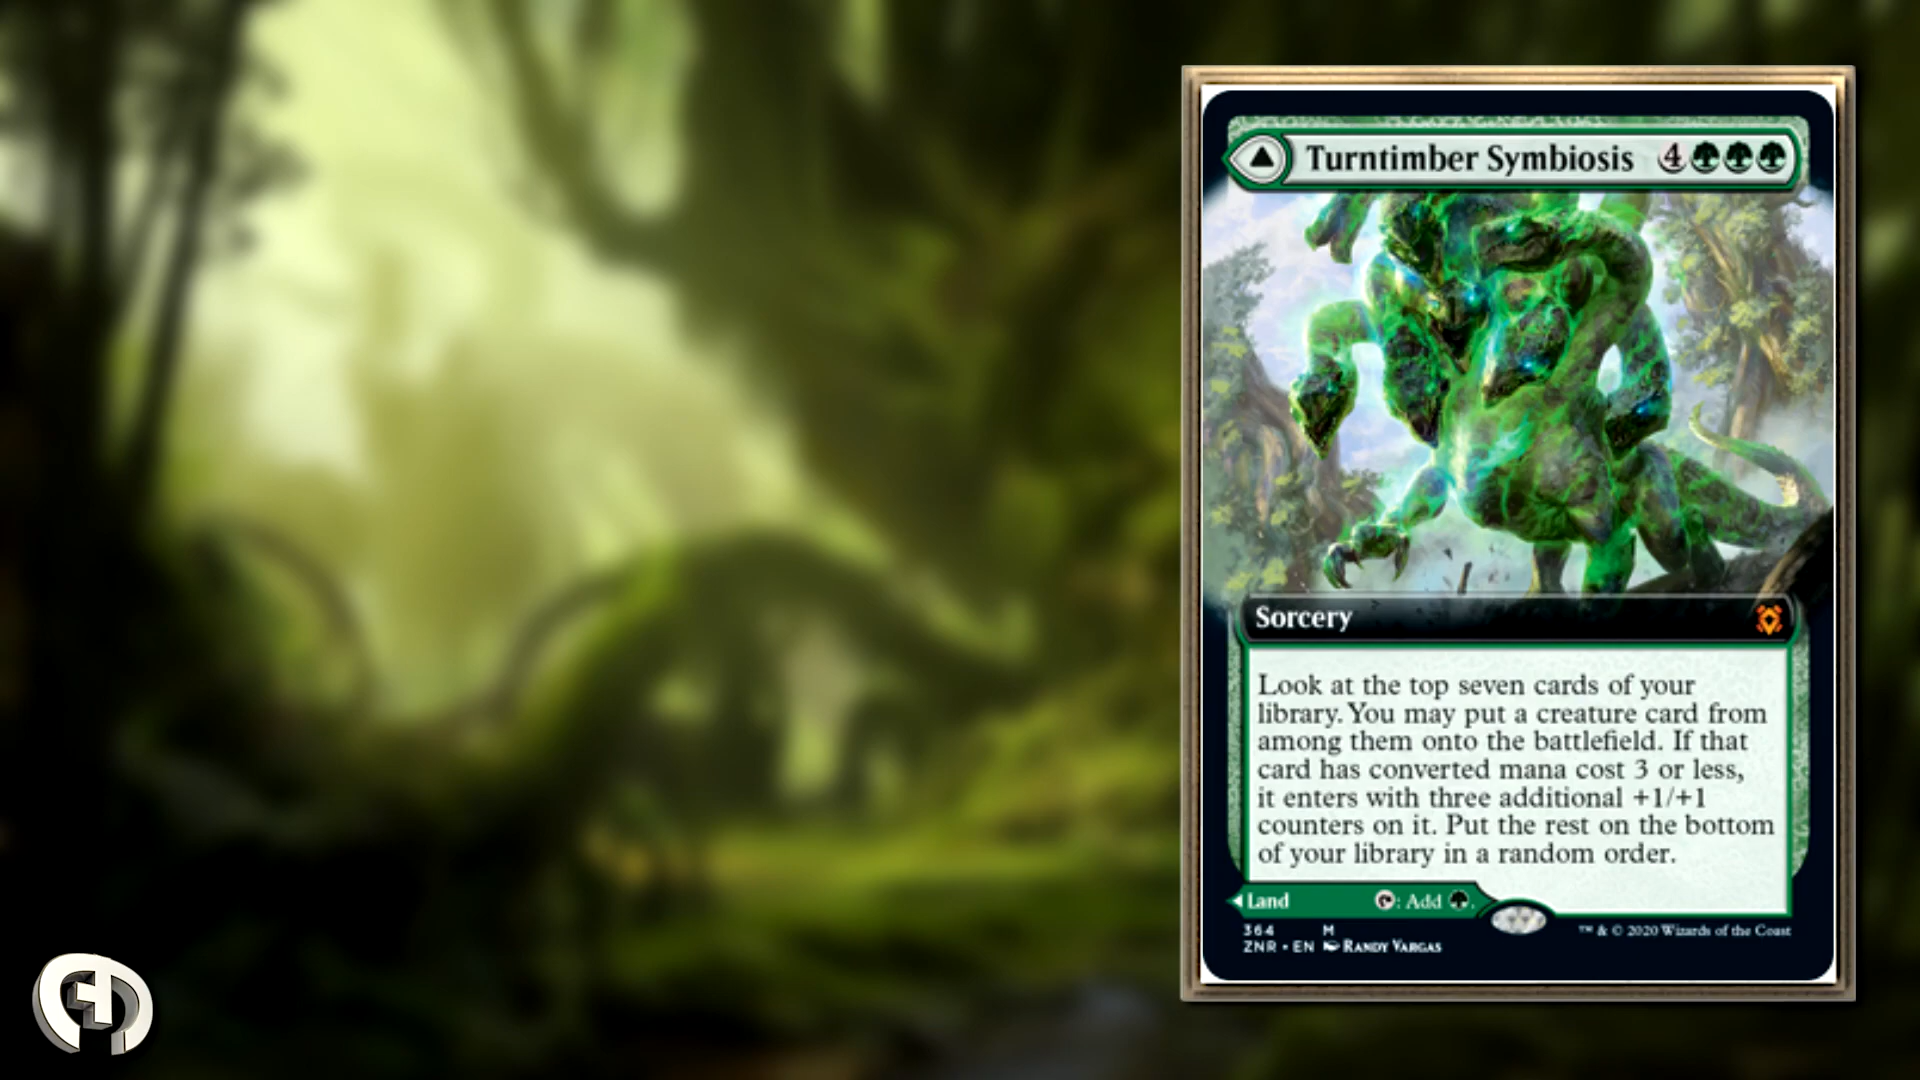 Turntimber Symbiosis 4
Sorcery
Look at the top seven cards of your
library. You may put a creature card from
among them onto the battlefield. If that
card has converted mana cost 3 or less,
it enters with three additional +1/+1
counters on it. Put the rest on the bottom
of your library in a random order.
Land : Add .
364 M
ZNR • EN RANDY VARGAS
™ & © 2020 Wizards of the Coast